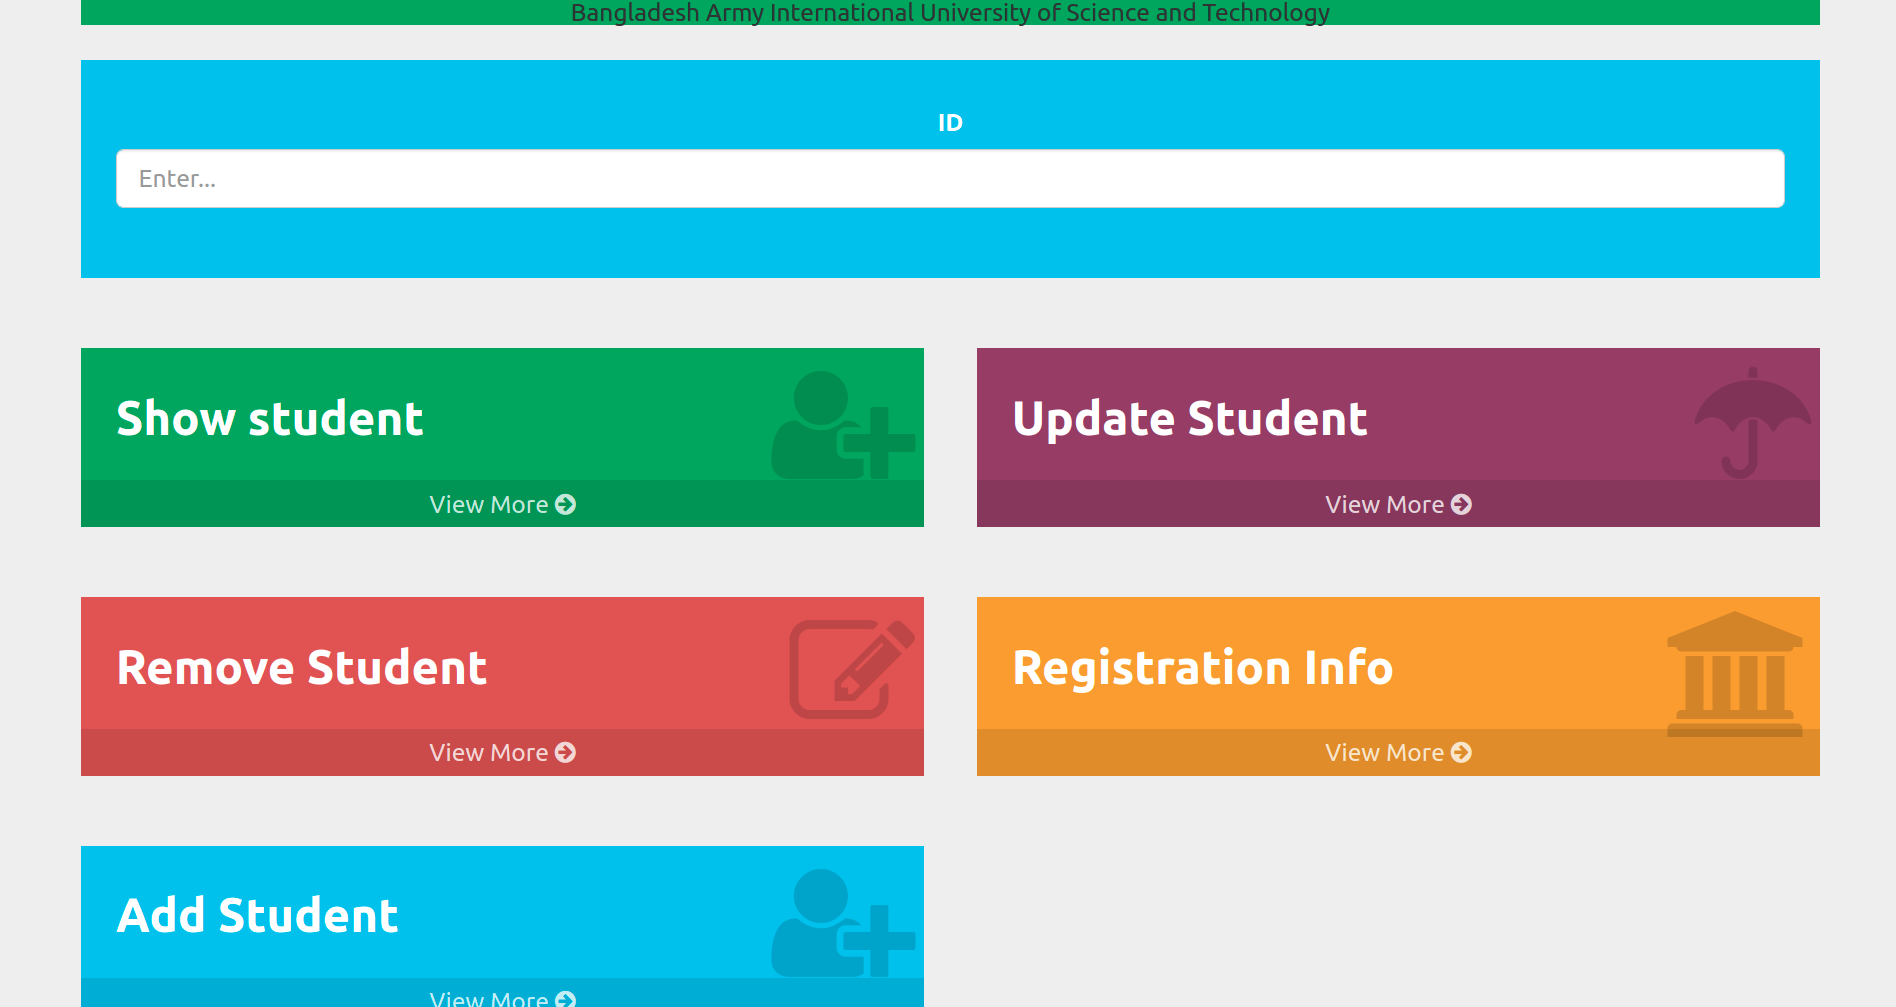 Bangladesh Army International University of Science and Technology
ID
Enter...
Show student
View More
Update Student
View More
Remove Student
View More
Registration Info
View More
Add Student
View More